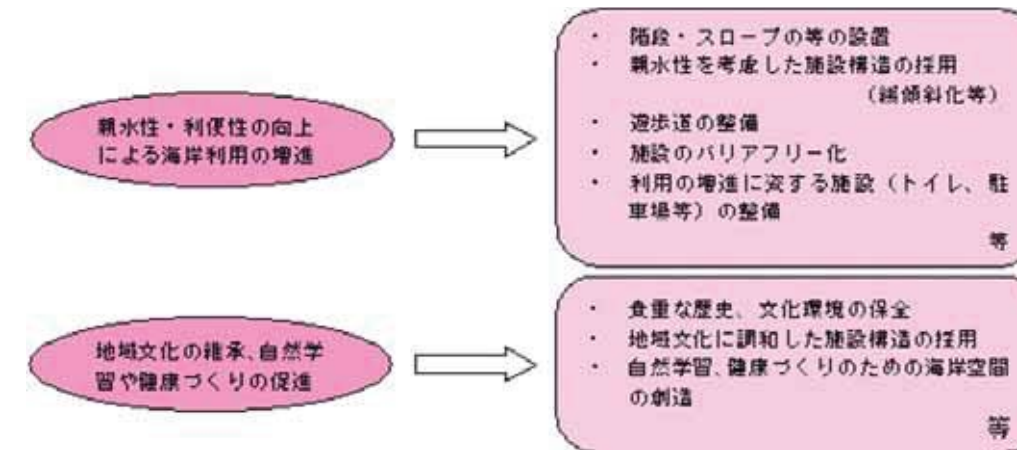 親水性・利便性の向上
による海岸利用の増進
・ 階段・スロープの等の設置
・ 親水性を考慮した施設構造の採用
（緩傾斜化等）
・ 遊歩道の整備
・ 施設のバリアフリー化
・ 利用の増進に資する施設（トイレ、駐
車場等）の整備
等
地域文化の継承、自然学
習や健康づくりの促進
・ 貴重な歴史、文化環境の保全
・ 地域文化に調和した施設構造の採用
・ 自然学習、健康づくりのための海岸空間
の創造
等